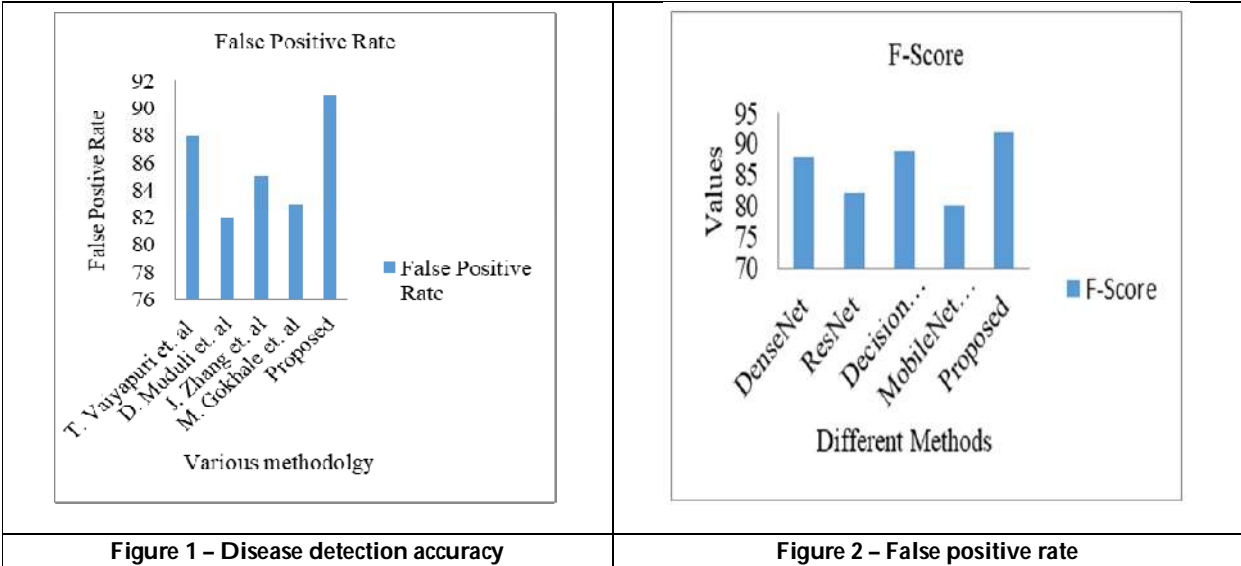 False Positive Rate
92
90
88
86
84
82
80
78
76
False Postive Rate
T. Vaiyapuri et. al
D. Muduli et. al
J. Zhang et. al
M. Gokhale et. al
Proposed
False Positive
Rate
Various methodolgy
Figure 1 – Disease detection accuracy
F-Score
95
90
85
80
75
70
Values
DenseNet
ResNet
Decision...
MobileNet...
Proposed
F-Score
Different Methods
Figure 2 – False positive rate